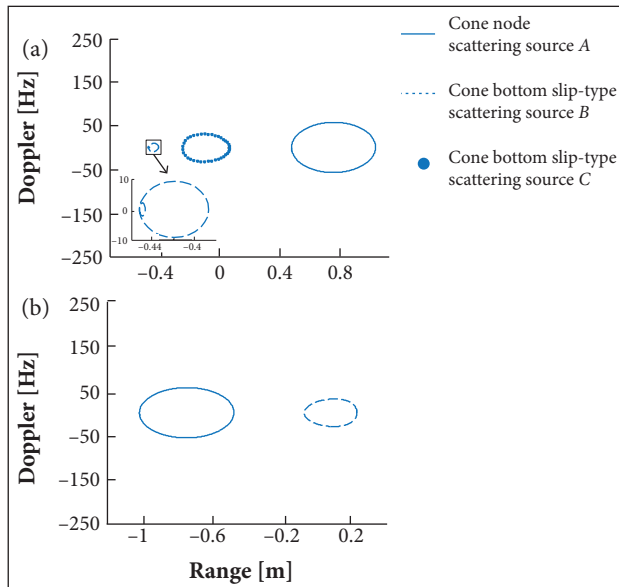 (a)
Doppler [Hz]
250
150
50
−50
−150
−250
10
0
−10
−0.44
−0.4
−0.4
0
0.4
0.8
Cone node
scattering source A
Cone bottom slip-type
scattering source B
Cone bottom slip-type
scattering source C
(b)
Doppler [Hz]
250
150
50
−50
−150
−250
−1
−0.6
−0.2
0.2
Range [m]